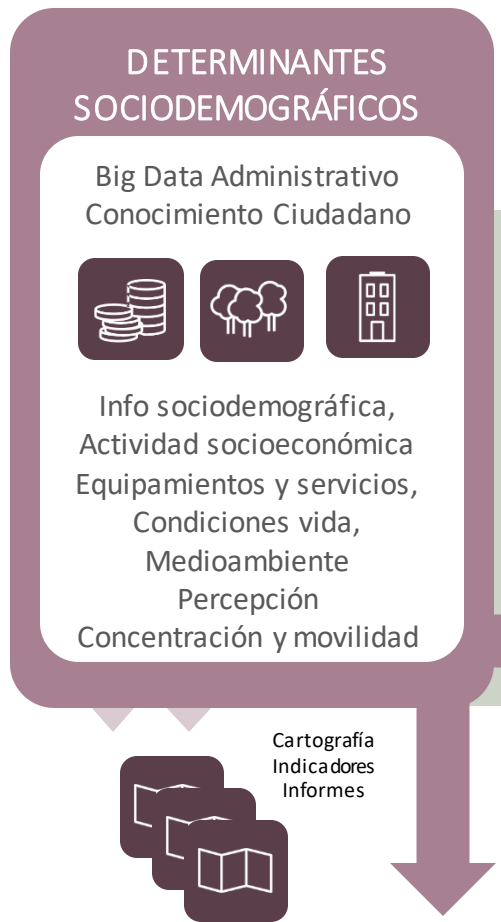 DETERMINANTES
SOCIODEMOGRÁFICOS
Big Data Administrativo
Conocimiento Ciudadano
Info sociodemográfica,
Actividad socioeconómica
Equipamientos y servicios,
Condiciones vida,
Medioambiente
Percepción
Concentración y movilidad
Cartografía
Indicadores
Informes